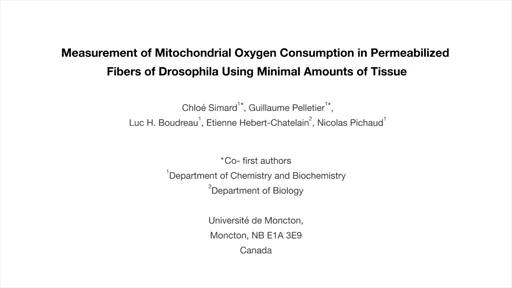 Measurement of Mitochondrial Oxygen Consumption in Permeabilized
Fibers of Drosophila Using Minimal Amounts of Tissue
Chloé Simard1*, Guillaume Pelletier1*,
Luc H. Boudreau1, Etienne Hebert-Chatelain2, Nicolas Pichaud1
*Co- first authors
1Department of Chemistry and Biochemistry
2Department of Biology
Université de Moncton,
Moncton, NB E1A 3E9
Canada